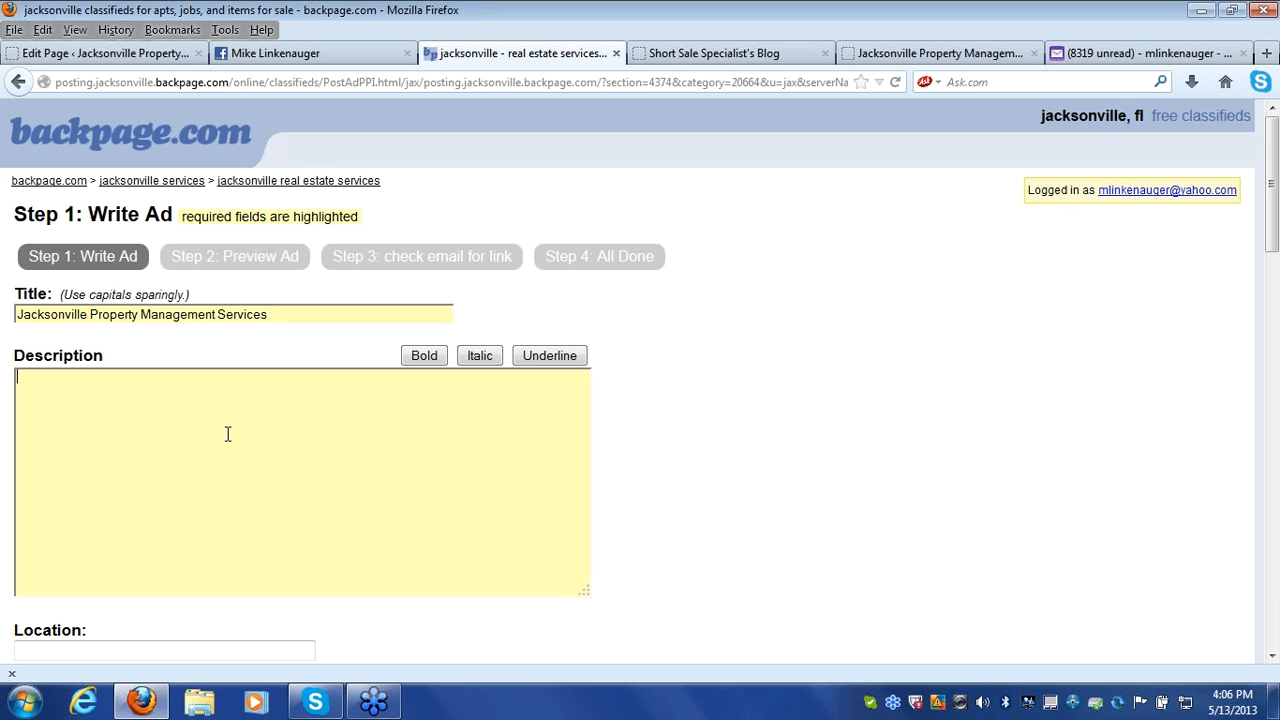 jacksonville classifieds for apts, jobs, and items for sale - backpage.com - Mozilla Firefox
File Edit View History Bookmarks Tools Help
Edit Page ‹ Jacksonville Property... × Mike Linkenauger × bp jacksonville - real estate services... × Short Sale Specialist's Blog × Jacksonville Property Managem... × (8319 unread) - mlinkenauger - ... ×
posting.jacksonville.backpage.com/online/classifieds/PostAdPPI.html/jax/posting.jacksonville.backpage.com/?section=4374&category=20664&u=jax&serverNa Ask Ask.com
backpage.com
jacksonville, fl free classifieds
backpage.com > jacksonville services > jacksonville real estate services
Logged in as mlinkenauger@yahoo.com
Step 1: Write Ad required fields are highlighted
Step 1: Write Ad Step 2: Preview Ad Step 3: check email for link Step 4: All Done
Title: (Use capitals sparingly.)
Jacksonville Property Management Services
Description Bold Italic Underline
Location:
4:06 PM
5/13/2013